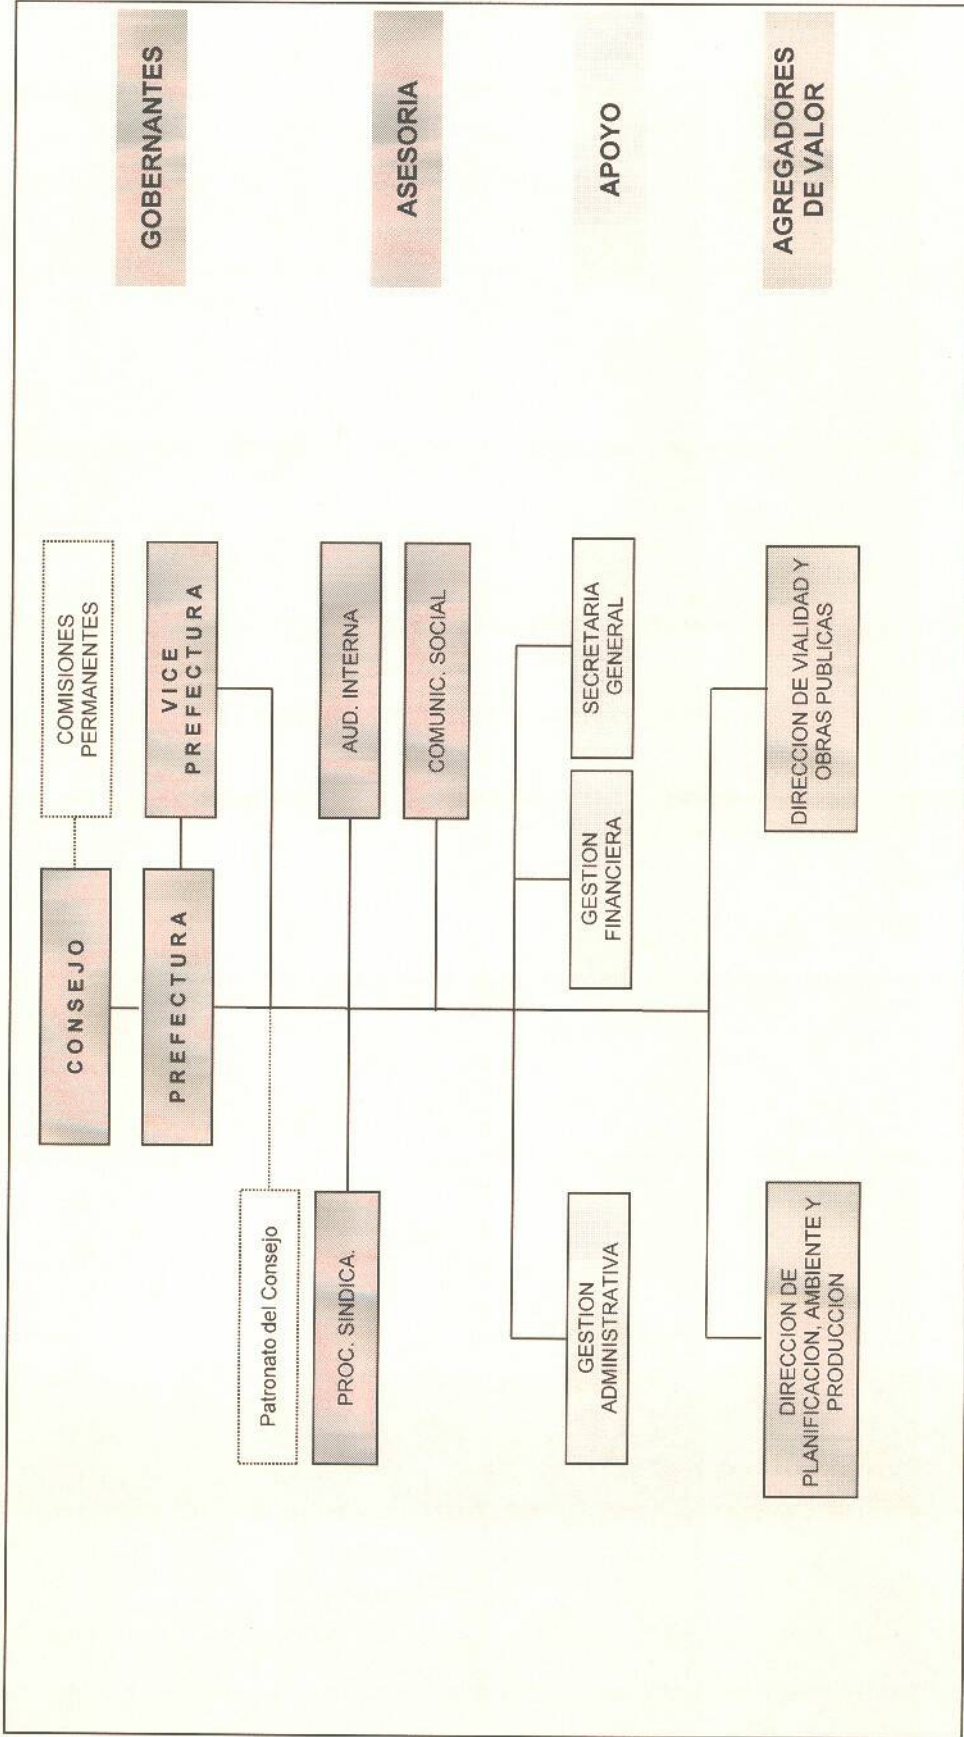 CONSEJO
COMISIONES
PERMANENTES
GOBERNANTES
PREFECTURA
VICE
PREFECTURA
Patronato del Consejo
PROC. SINDICA.
AUD. INTERNA
ASESORIA
COMUNIC. SOCIAL
GESTION
ADMINISTRATIVA
GESTION
FINANCIERA
SECRETARIA
GENERAL
APOYO
DIRECCION DE
PLANIFICACION, AMBIENTE Y
PRODUCCION
DIRECCION DE VIALIDAD Y
OBRAS PUBLICAS
AGREGADORES
DE VALOR